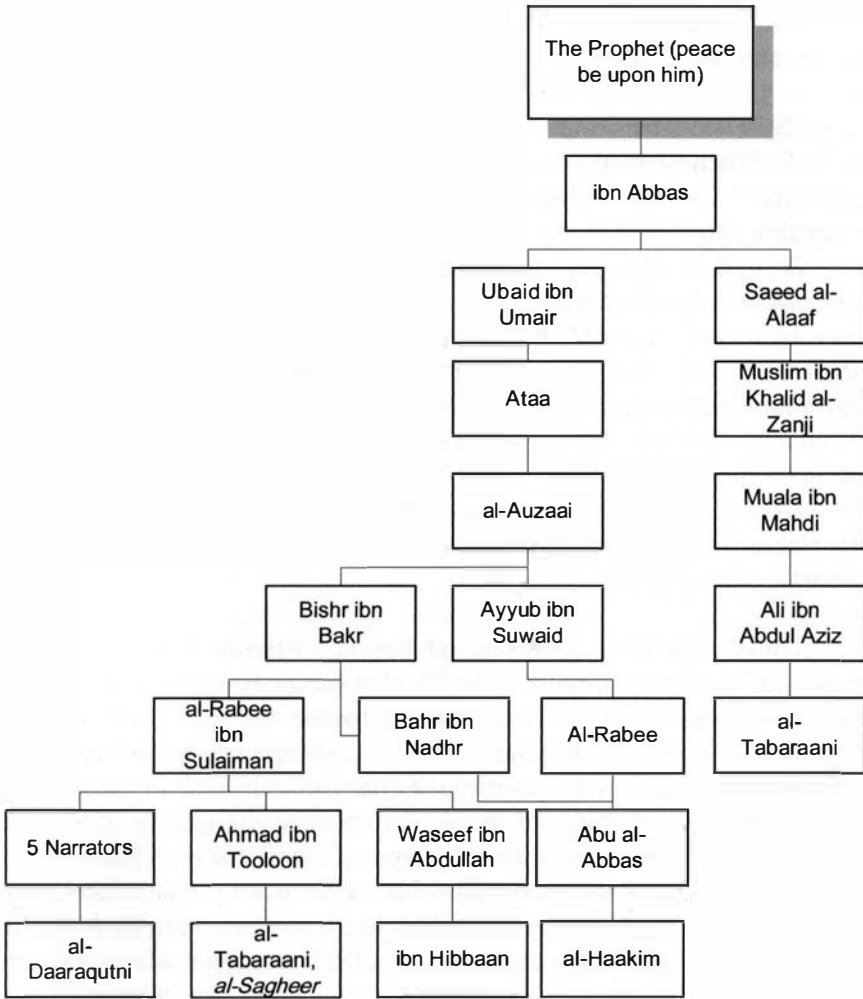 The Prophet (peace
be upon him)
ibn Abbas
Ubaid ibn
Umair
Saeed al-
Alaaf
Ataa
Muslim ibn
Khalid al-
Zanji
al-Auzaai
Muala ibn
Mahdi
Bishr ibn
Bakr
Ayyub ibn
Suwaid
Ali ibn
Abdul Aziz
al-Rabee
ibn
Sulaiman
Bahr ibn
Nadhr
Al-Rabee
al-
Tabaraani
5 Narrators
Ahmad ibn
Tooloon
Waseef ibn
Abdullah
Abu al-
Abbas
al-
Daaraqutni
al-
Tabaraani,
al-Sagheer
ibn Hibbaan
al-Haakim